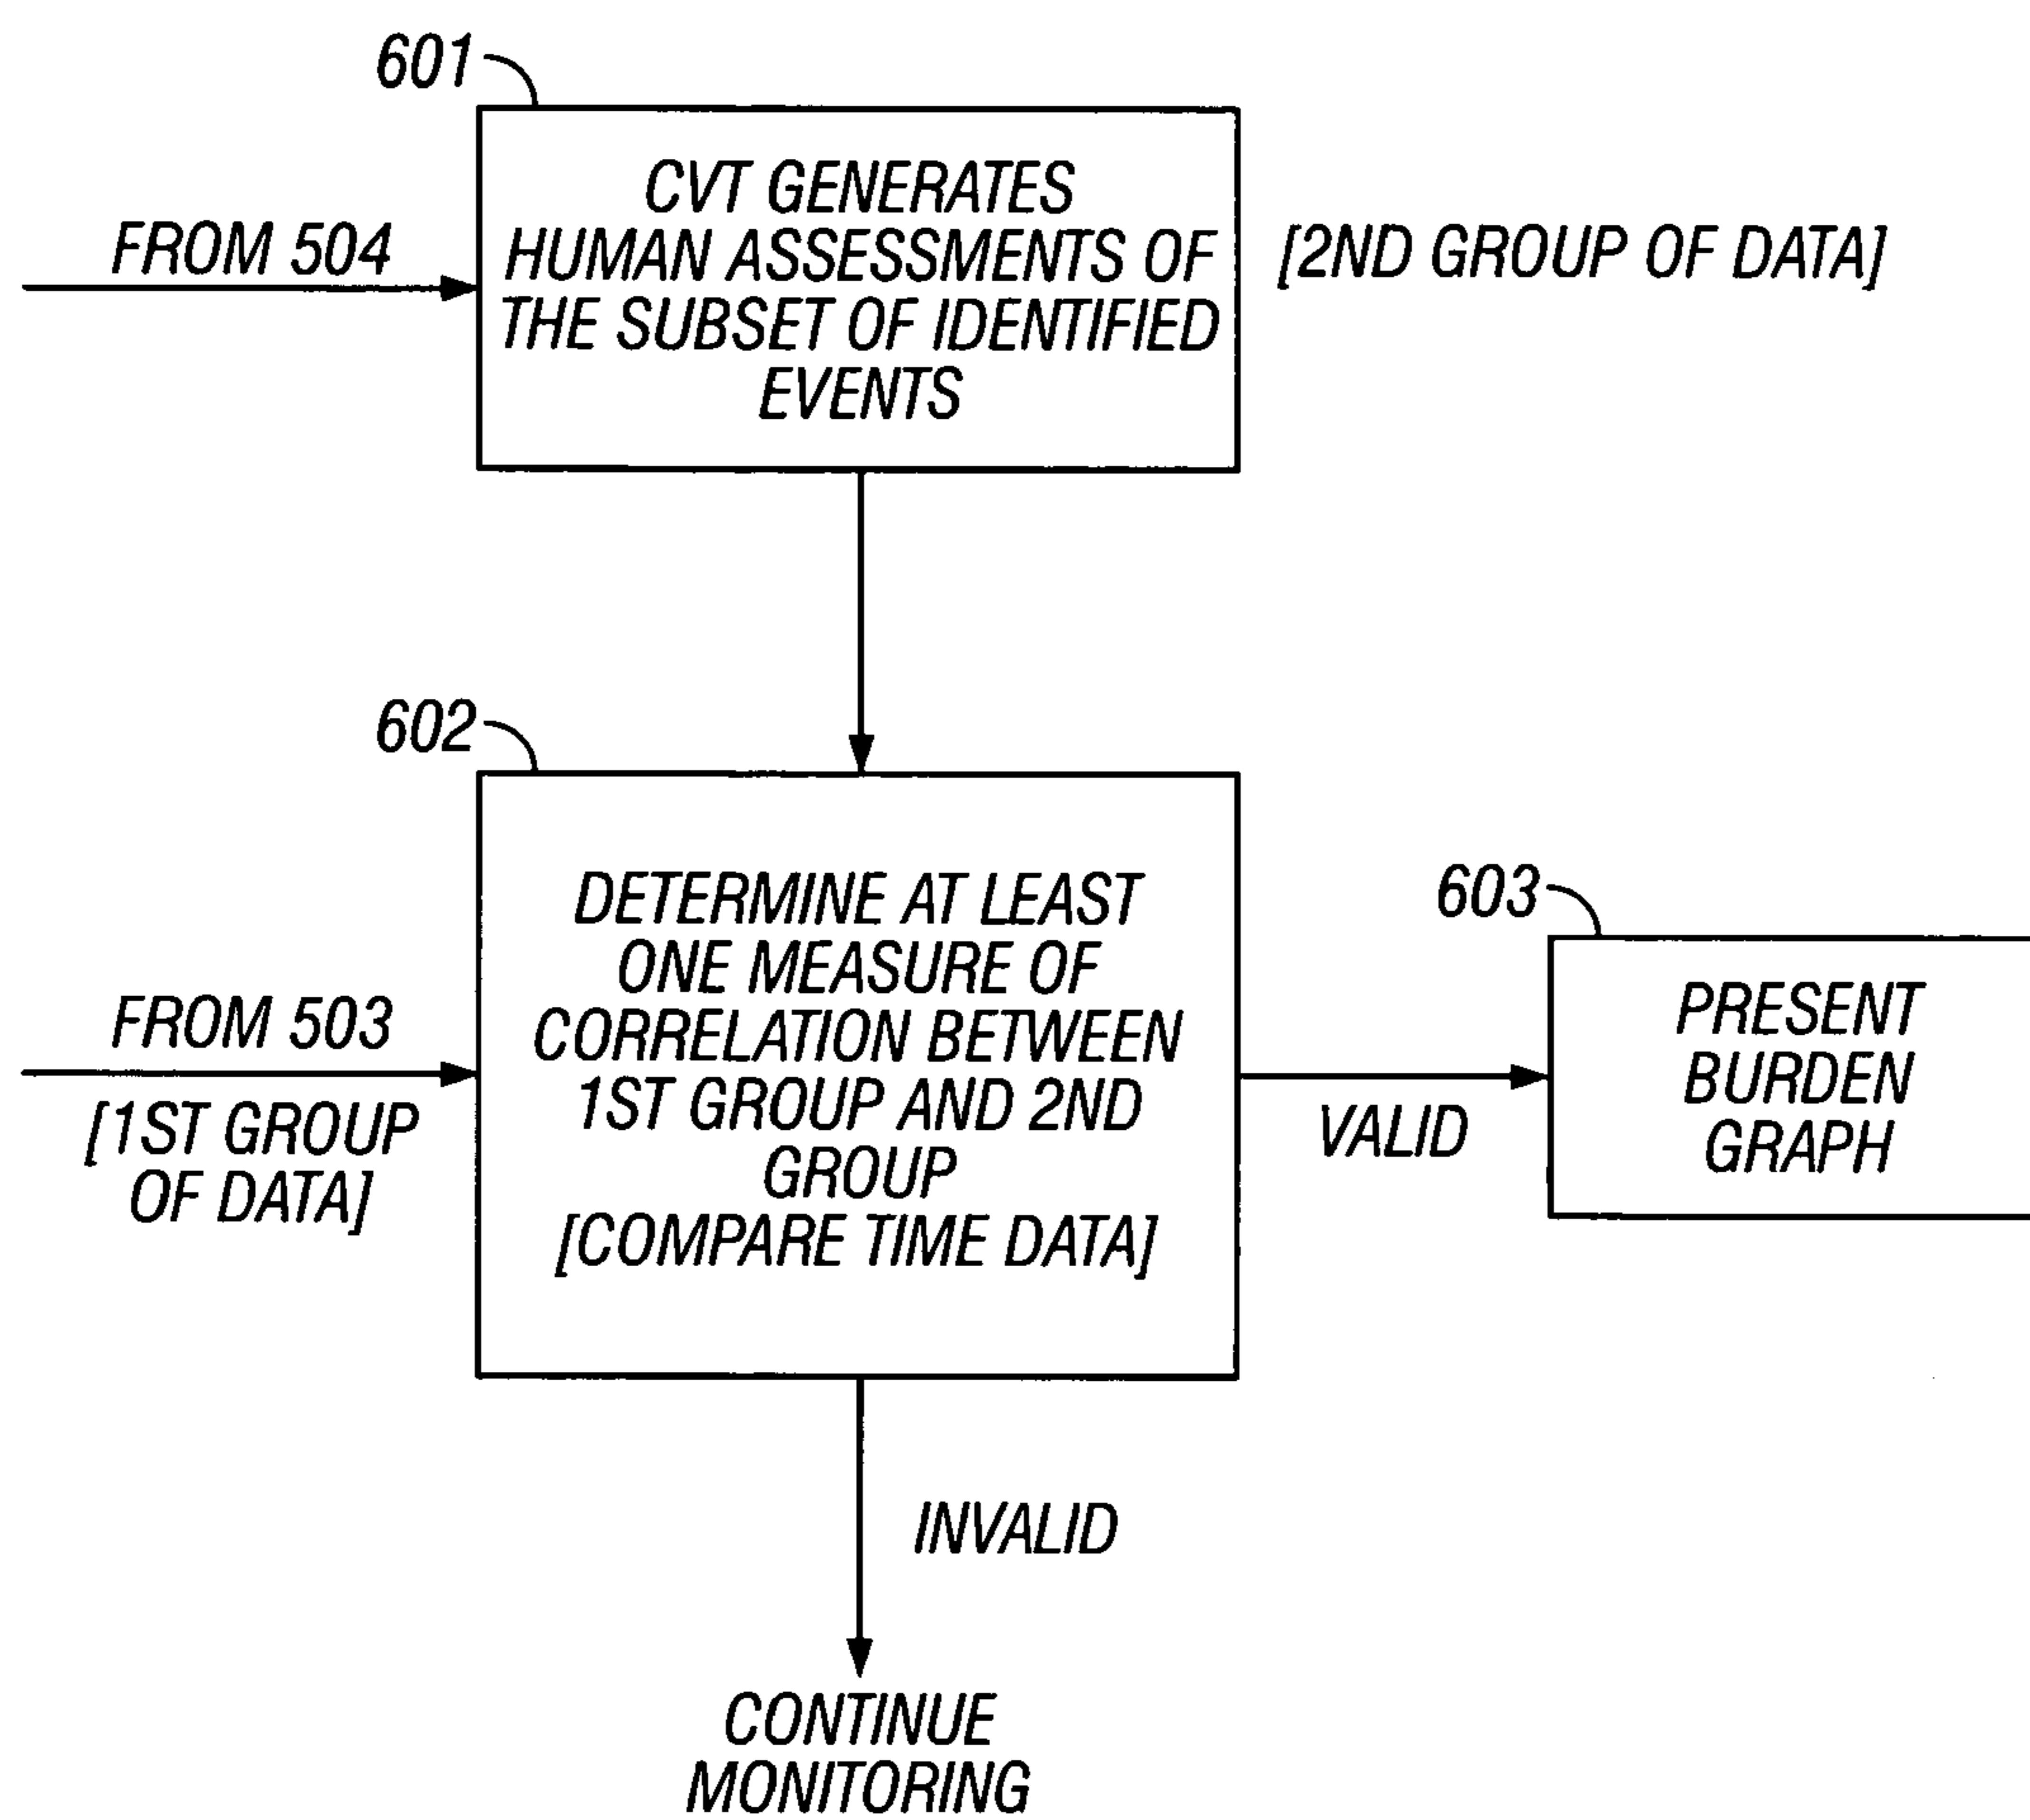 601
CVT GENERATES
HUMAN ASSESSMENTS OF
THE SUBSET OF IDENTIFIED
EVENTS
FROM 504
[2ND GROUP OF DATA]
602
DETERMINE AT LEAST
ONE MEASURE OF
CORRELATION BETWEEN
1ST GROUP AND 2ND
GROUP
[COMPARE TIME DATA]
FROM 503
[1ST GROUP
OF DATA]
603
PRESENT
BURDEN
GRAPH
VALID
INVALID
CONTINUE
MONITORING